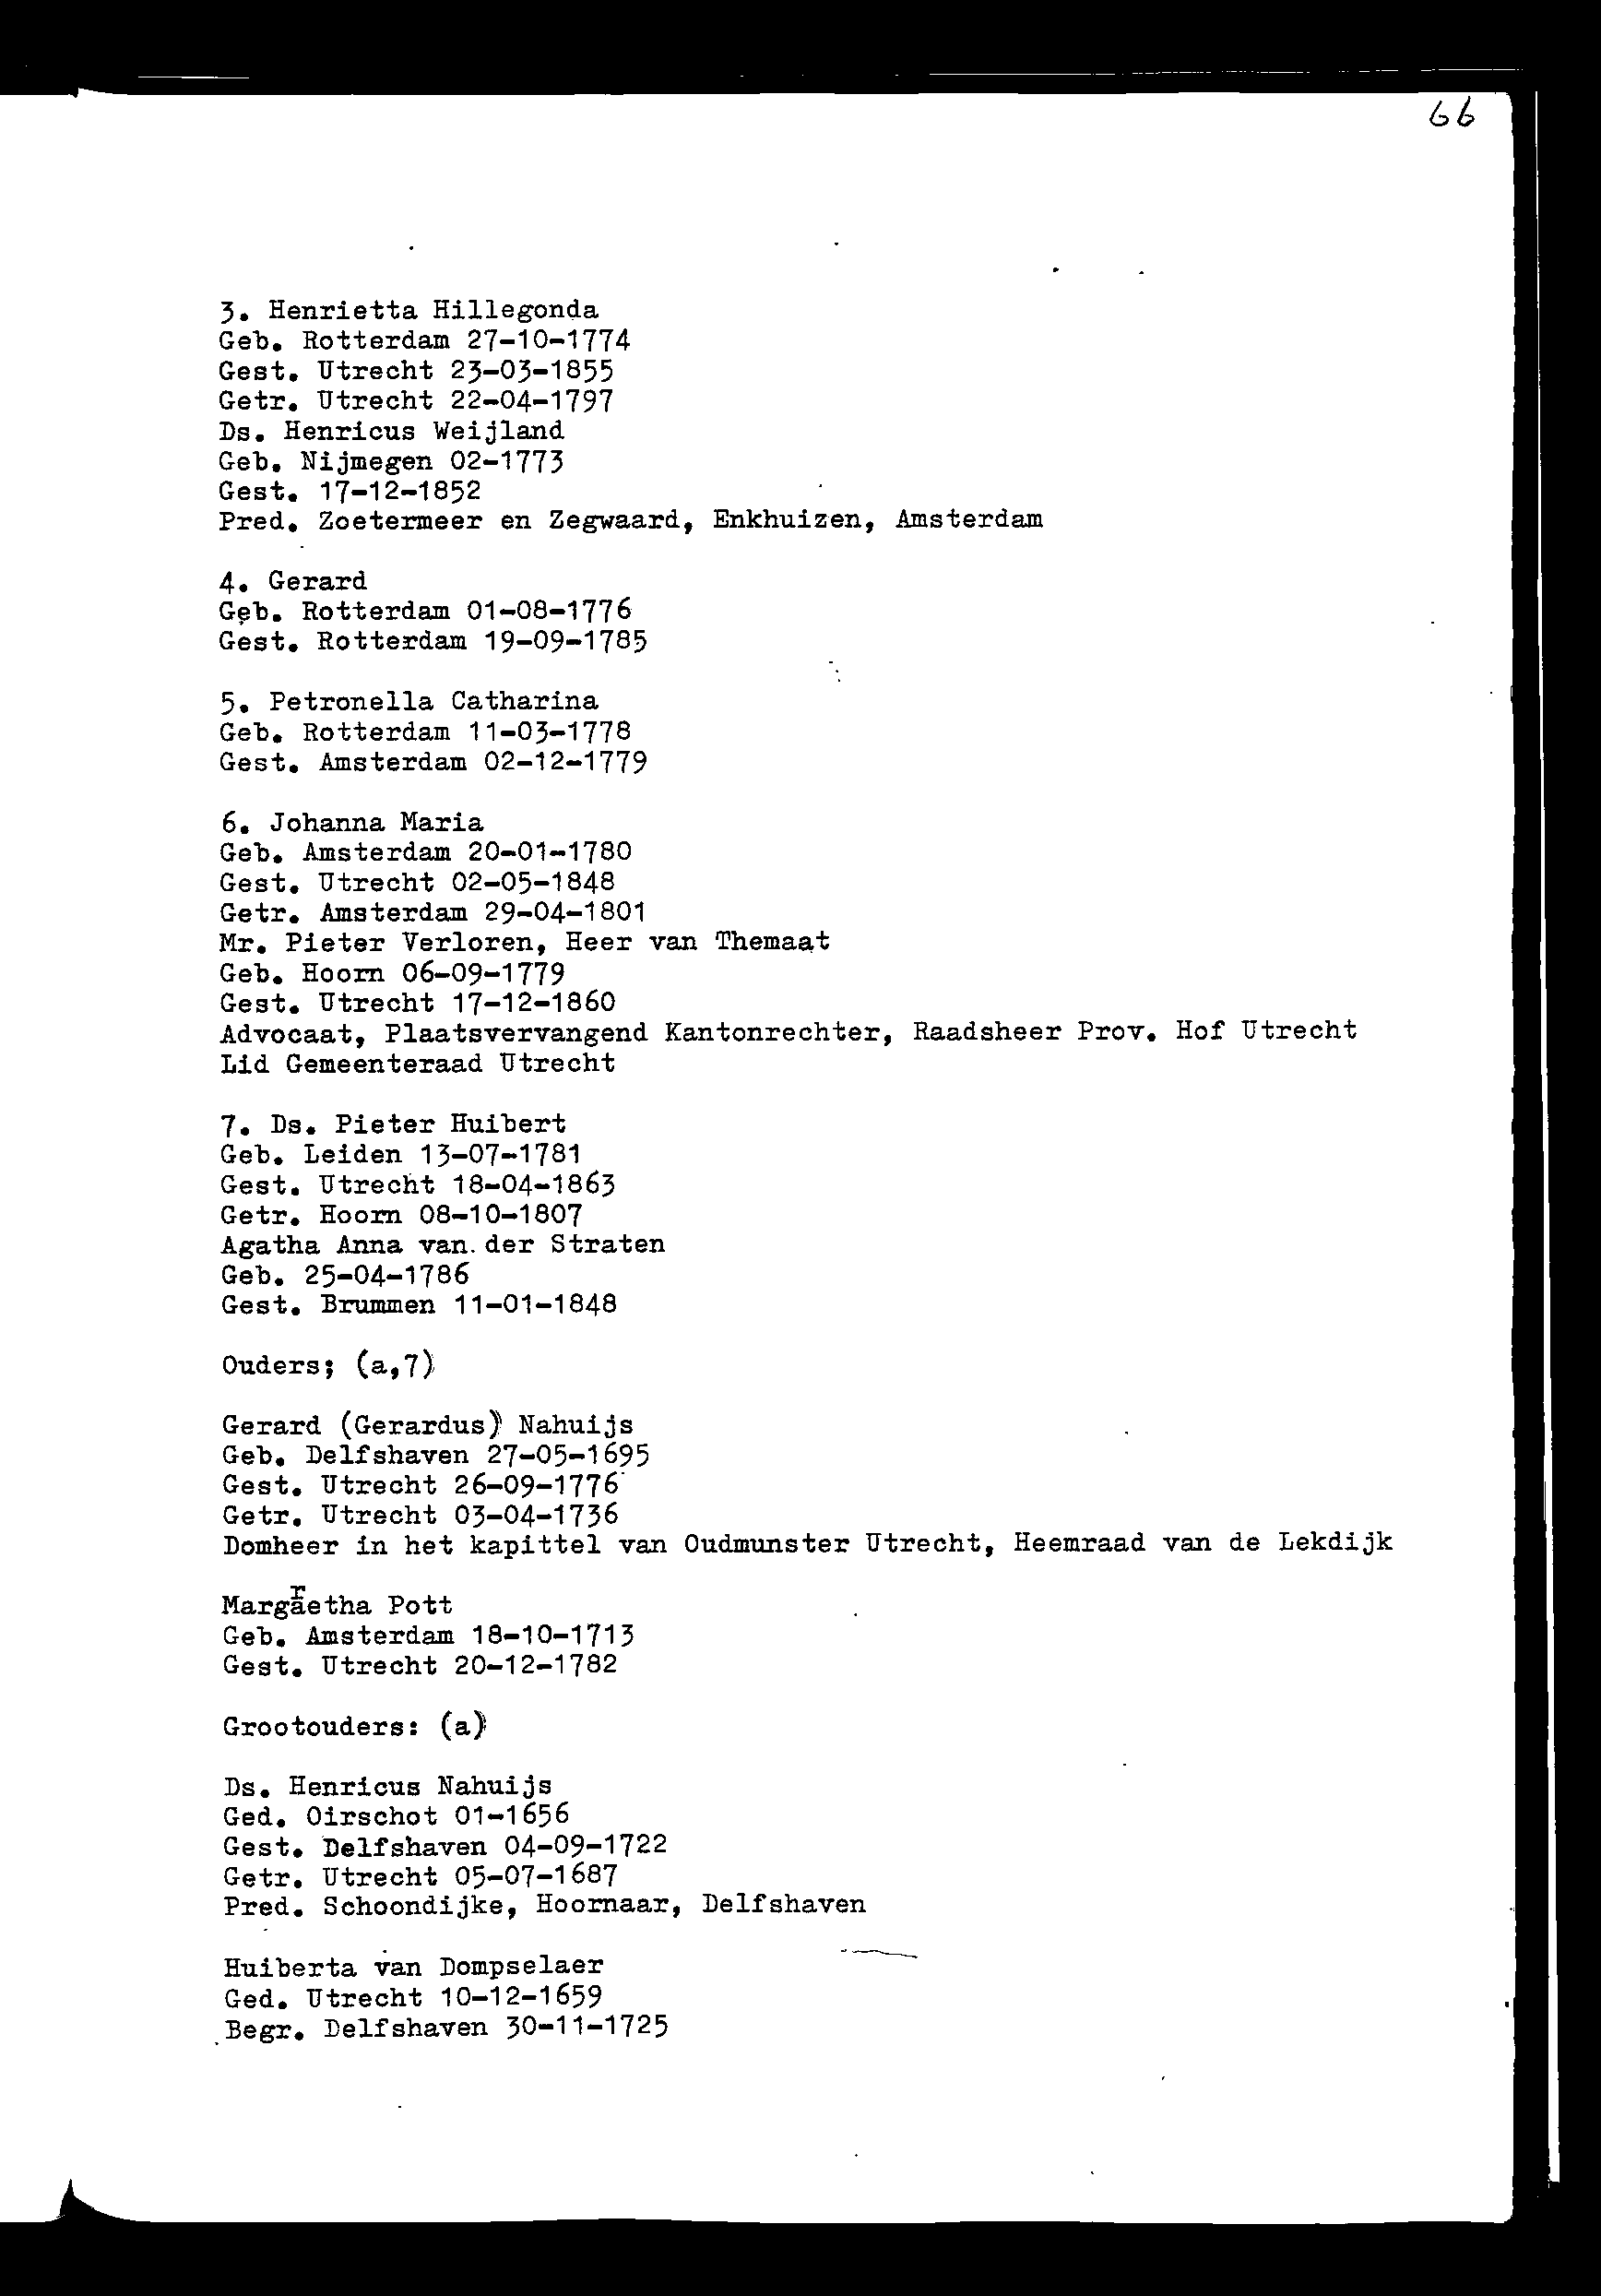 66
3. Henrietta Hillegonda
Geb. Rotterdam 27-10-1774
Gest. Utrecht 23-03-1855
Getr. Utrecht 22-04-1797
Ds. Henricus Weijland
Geb. Nijmegen 02-1773
Gest. 17-12-1852
Pred. Zoetermeer en Zegwaard, Enkhuizen, Amsterdam
4. Gerard
Geb. Rotterdam 01-08-1776
Gest. Rotterdam 19-09-1785
5. Petronella Catharina
Geb. Rotterdam 11-03-1778
Gest. Amsterdam 02-12-1779
6. Johanna Maria
Geb. Amsterdam 20-01-1780
Gest. Utrecht 02-05-1848
Getr. Amsterdam 29-04-1801
Mr. Pieter Verloren, Heer van Themaat
Geb. Hoorn 06-09-1779
Gest. Utrecht 17-12-1860
Advocaat, Plaatsvervangend Kantonrechter, Raadsheer Prov. Hof Utrecht
Lid Gemeenteraad Utrecht
7. Ds. Pieter Huibert
Geb. Leiden 13-07-1781
Gest. Utrecht 18-04-1863
Getr. Hoorn 08-10-1807
Agatha Anna van der Straten
Geb. 25-04-1786
Gest. Brummen 11-01-1848
Ouders; (a,7)
Gerard (Gerardus) Nahuijs
Geb. Delfshaven 27-05-1695
Gest. Utrecht 26-09-1776
Getr. Utrecht 03-04-1736
Domheer in het kapittel van Oudmunster Utrecht, Heemraad van de Lekdijk
Margaretha Pott
Geb. Amsterdam 18-10-1713
Gest. Utrecht 20-12-1782
Grootouders: (a)
Ds. Henricus Nahuijs
Ged. Oirschot 01-1656
Gest. Delfshaven 04-09-1722
Getr. Utrecht 05-07-1687
Pred. Schoondijke, Hoornaar, Delfshaven
Huiberta van Dompselaer
Ged. Utrecht 10-12-1659
Begr. Delfshaven 30-11-1725